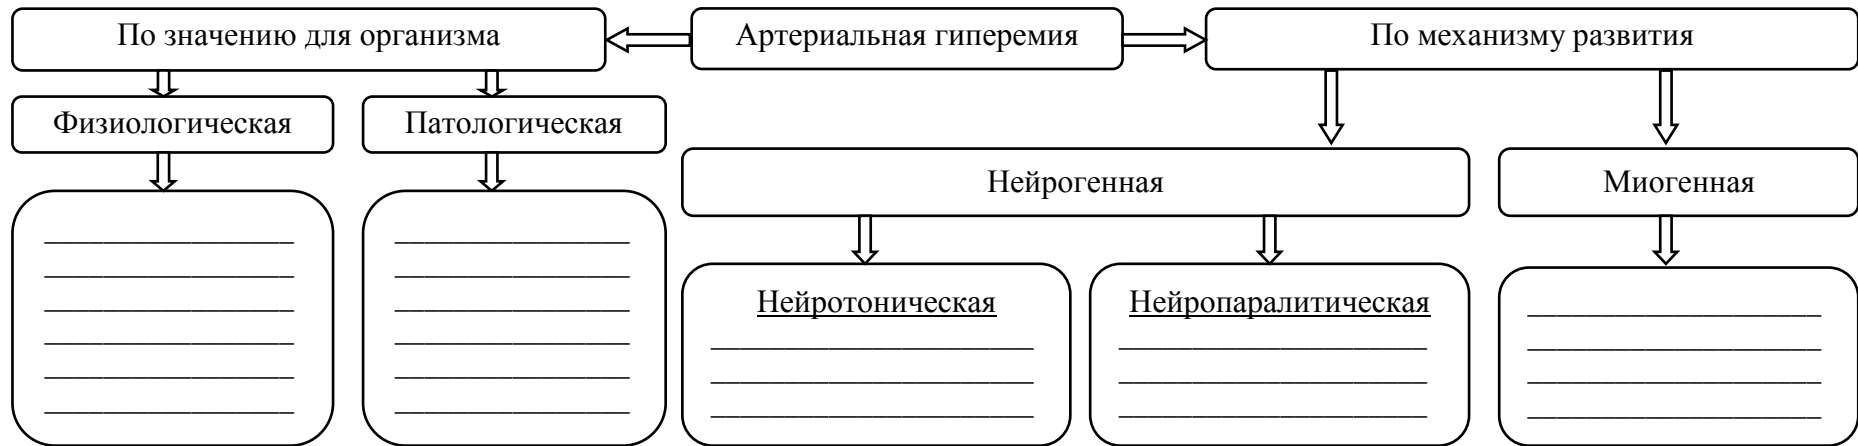 По значению для организма
Артериальная гиперемия
По механизму развития
Физиологическая
Патологическая
Нейрогенная
Миогенная
Нейротоническая
Нейропаралитическая